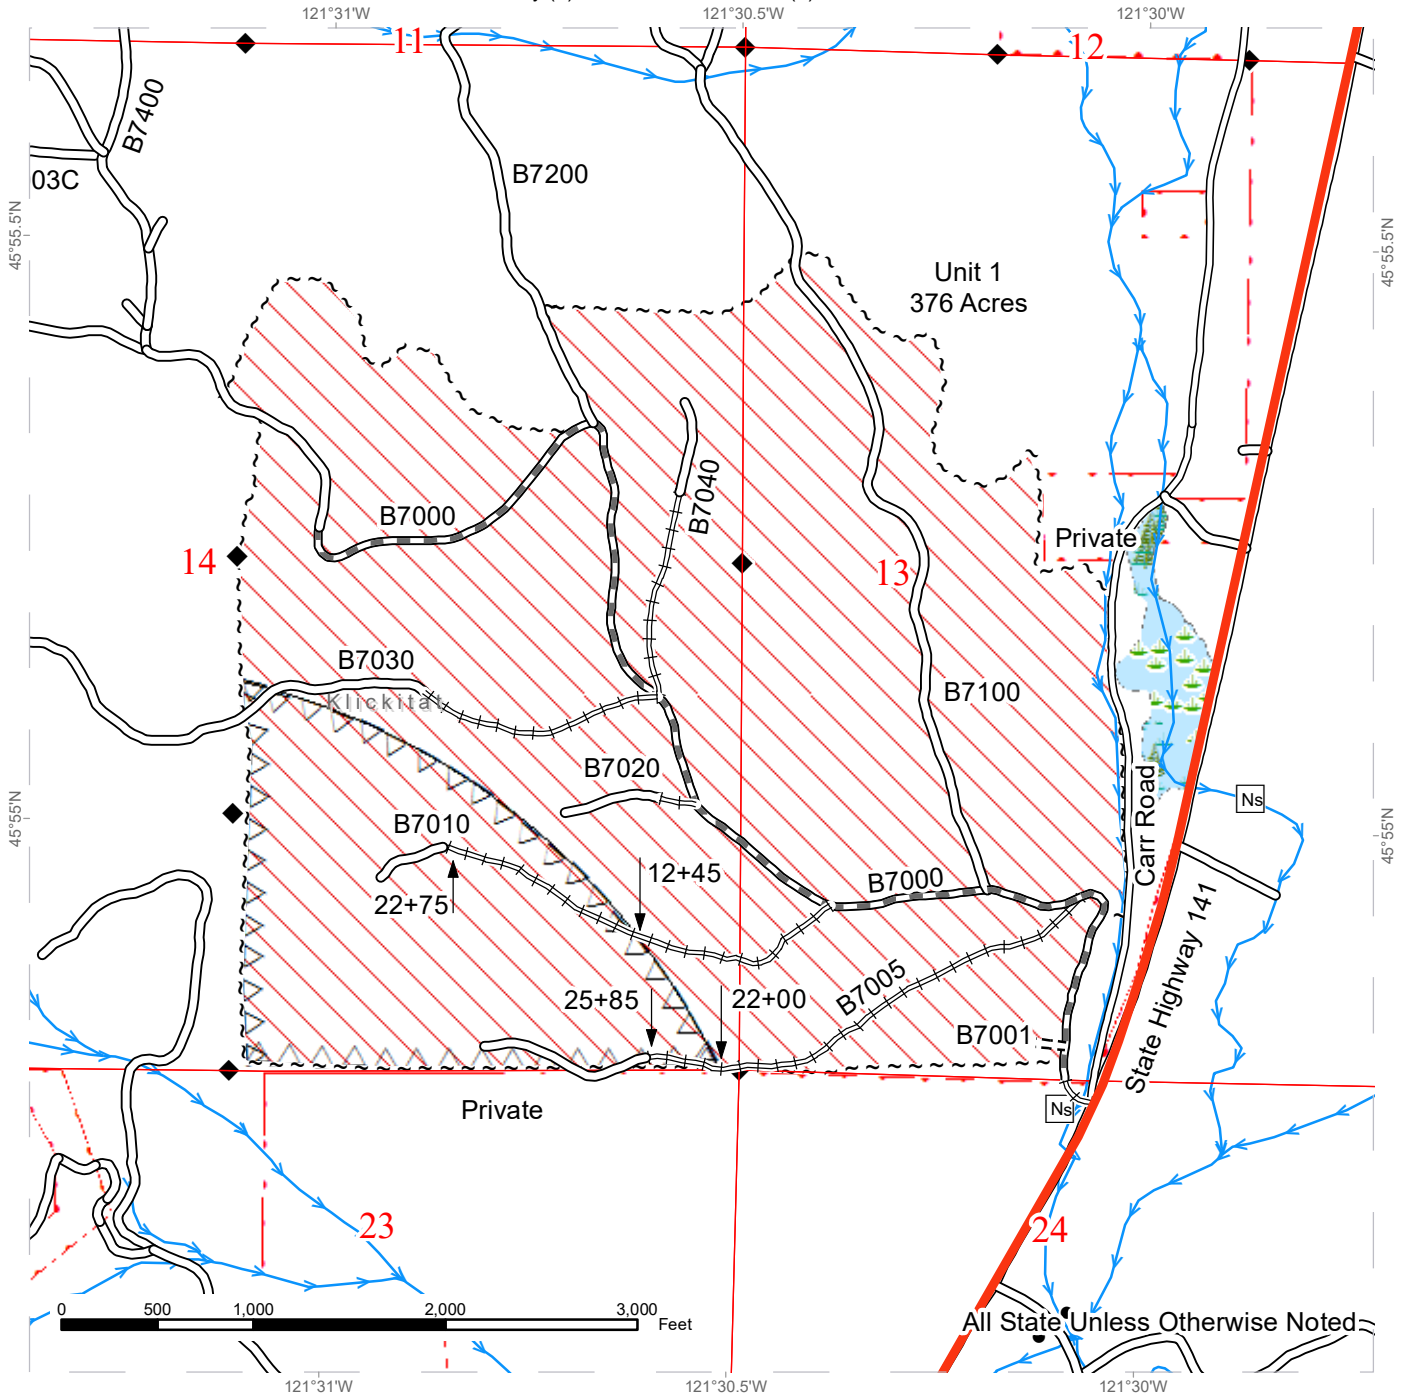 121°31'W
121°30.5'W
121°30'W
11
12
B7400
03C
B7200
45°55.5'N
45°55.5'N
Unit 1
376 Acres
B7040
B7000
Private
14
13
B7030
Klickitat
B7100
B7020
Carr Road
Ns
45°55'N
45°55'N
B7010
12+45
22+75
B7000
State Highway 141
B7005
25+85
22+00
B7001
Ns
Private
23
24
0 500 1,000 2,000 3,000
Feet
All State Unless Otherwise Noted
121°31'W
121°30.5'W
121°30'W